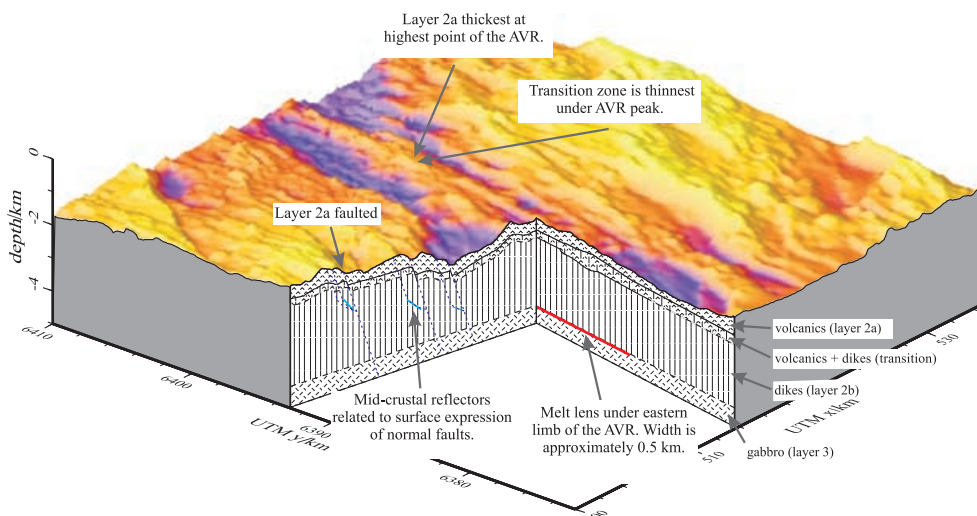 Layer 2a thickest at
highest point of the AVR.
Transition zone is thinnest
under AVR peak.
Layer 2a faulted
0
-2
-4
depth/km
6410
6400
6390
6380
UTM y/km
Mid-crustal reflectors
related to surface expression
of normal faults.
Melt lens under eastern
limb of the AVR. Width is
approximately 0.5 km.
volcanics (layer 2a)
volcanics + dikes (transition)
dikes (layer 2b)
gabbro (layer 3)
530
510
UTM x/km